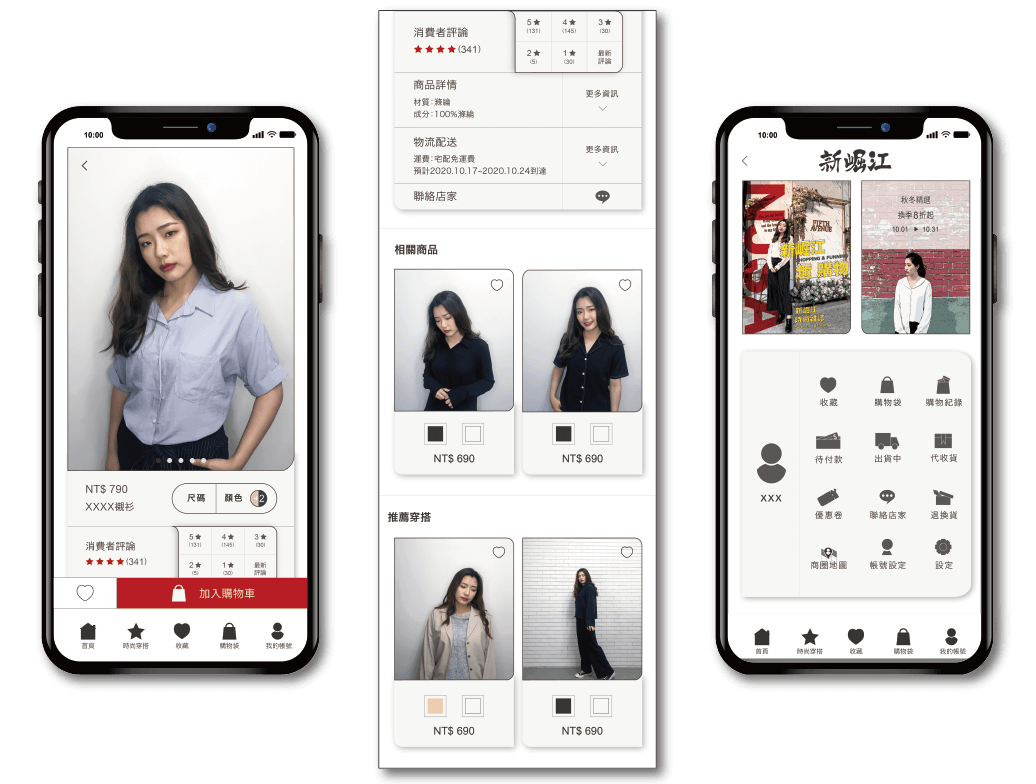 10:00
NT$ 790
XXXX襯衫
尺碼
顏色
+2
消費者評論
(341)
5★
(131)
4★
(145)
3★
(30)
2★
(5)
1★
(30)
最新
評論
加入購物車
首頁
時尚穿搭
收藏
購物袋
我的帳號
消費者評論
(341)
5★
(131)
4★
(145)
3★
(30)
2★
(5)
1★
(30)
最新
評論
商品詳情
材質:滌綸
成分:100%滌綸
更多資訊
物流配送
運費:宅配免運費
預計2020.10.17-2020.10.24到達
更多資訊
聯絡店家
相關商品
NT$ 690
NT$ 690
推薦穿搭
NT$ 690
NT$ 690
10:00
新崛江
FIFTH
AVENUE
新崛江
SHOPPING & FUNNING
購物
秋冬精選
換季8折起
10.01 ▶ 10.31
XXX
收藏
購物袋
購物紀錄
待付款
出貨中
代收貨
優惠卷
聯絡店家
退換貨
商圈地圖
帳號設定
設定
首頁
時尚穿搭
收藏
購物袋
我的帳號